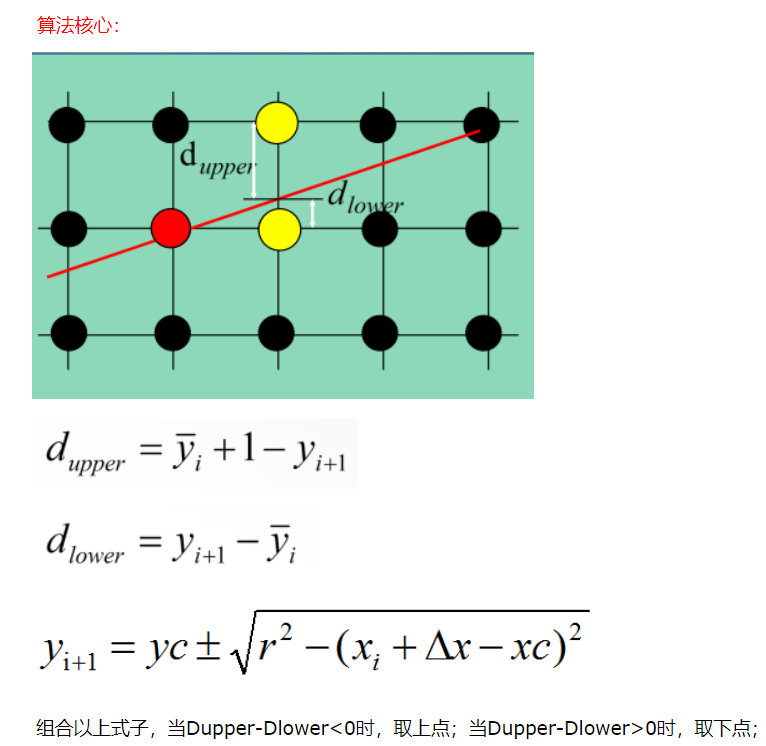 算法核心：
d_upper
d_lower
d_upper = ȳ_i + 1 − y_{i+1}
d_lower = y_{i+1} − ȳ_i
y_{i+1} = yc ± √(r² − (x_i + Δx − xc)²)
组合以上式子，当Dupper-Dlower<0时，取上点；当Dupper-Dlower>0时，取下点；